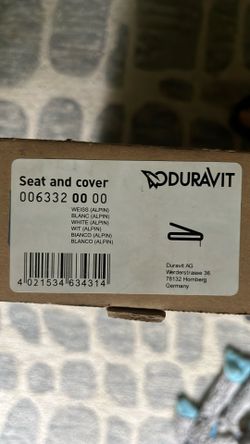 DURAVIT
Seat and cover
006332 00 00
WEISS (ALPIN)
BLANC (ALPIN)
WHITE (ALPIN)
WIT (ALPIN)
BIANCO (ALPIN)
BLANCO (ALPIN)
Duravit AG
Werderstrasse 36
78132 Hornberg
Germany
4 021534 634314